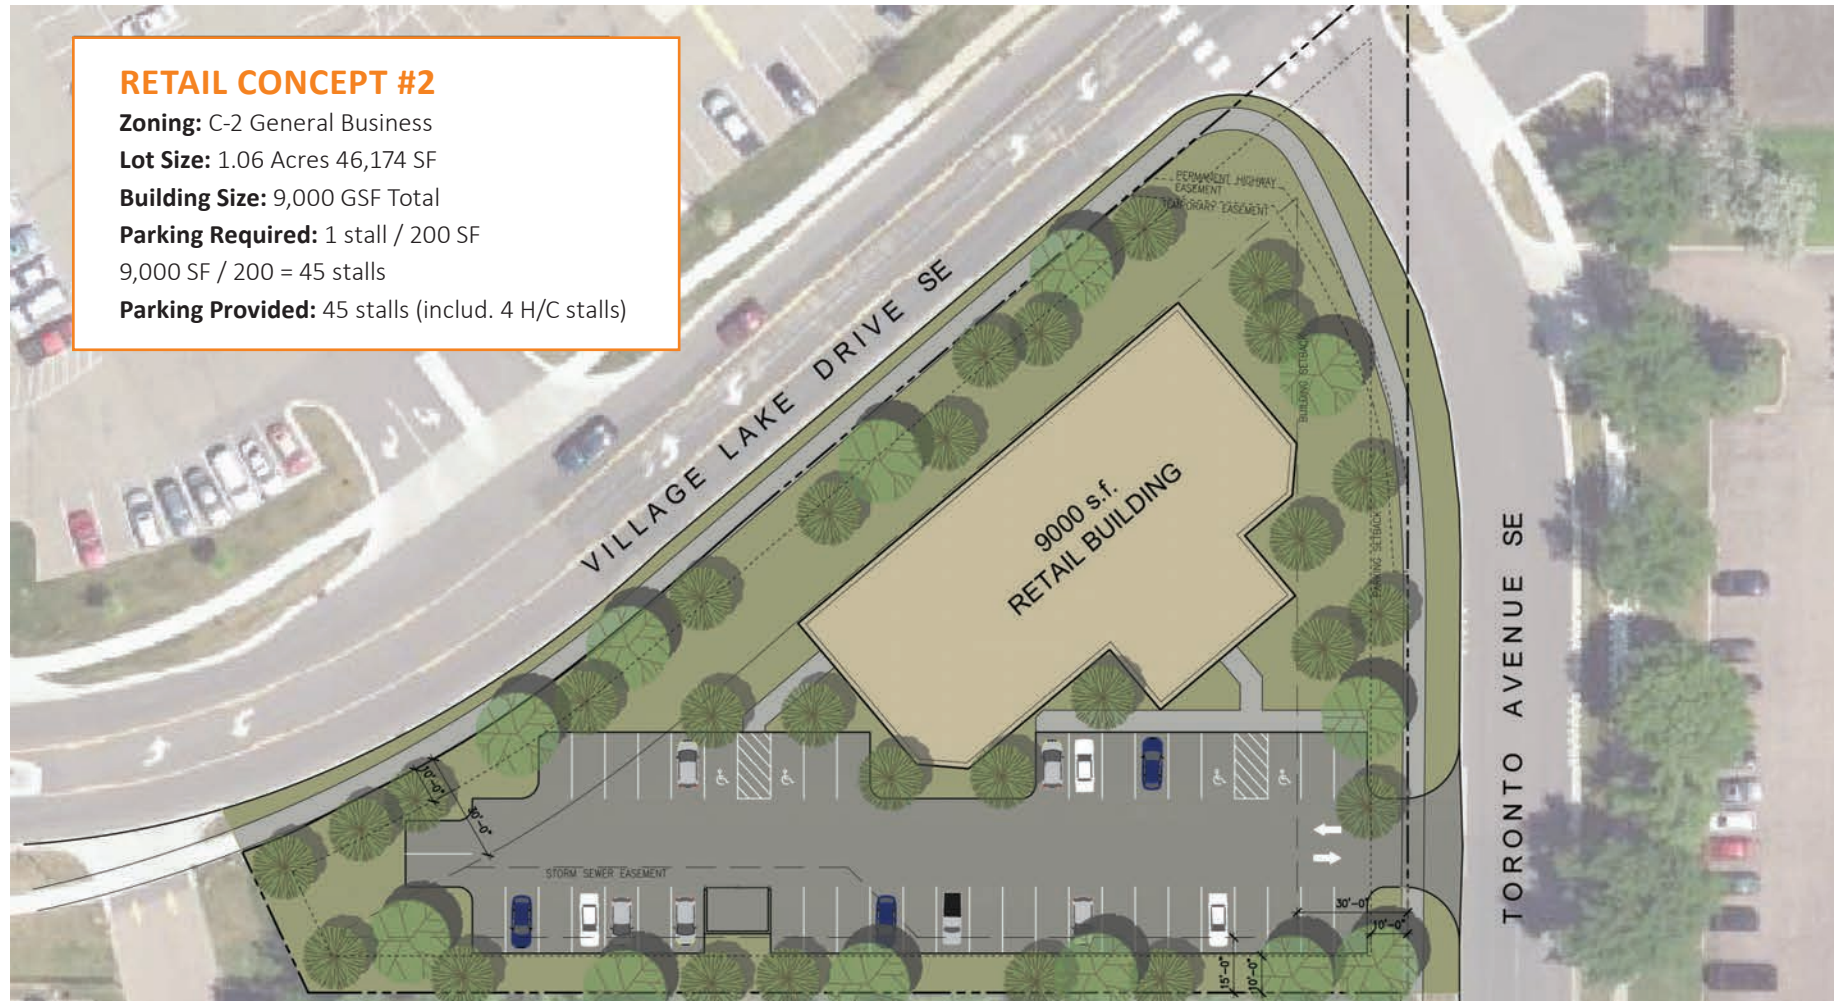 RETAIL CONCEPT #2
Zoning: C-2 General Business
Lot Size: 1.06 Acres 46,174 SF
Building Size: 9,000 GSF Total
Parking Required: 1 stall / 200 SF
9,000 SF / 200 = 45 stalls
Parking Provided: 45 stalls (includ. 4 H/C stalls)
PERMANENT HIGHWAY
EASEMENT
TEMPORARY EASEMENT
VILLAGE LAKE DRIVE SE
BUILDING SETBACK
PARKING SETBACK
9000 s.f.
RETAIL BUILDING
TORONTO AVENUE SE
10'-0"
30'-0"
STORM SEWER EASEMENT
30'-0"
10'-0"
15'-0"
10'-0"